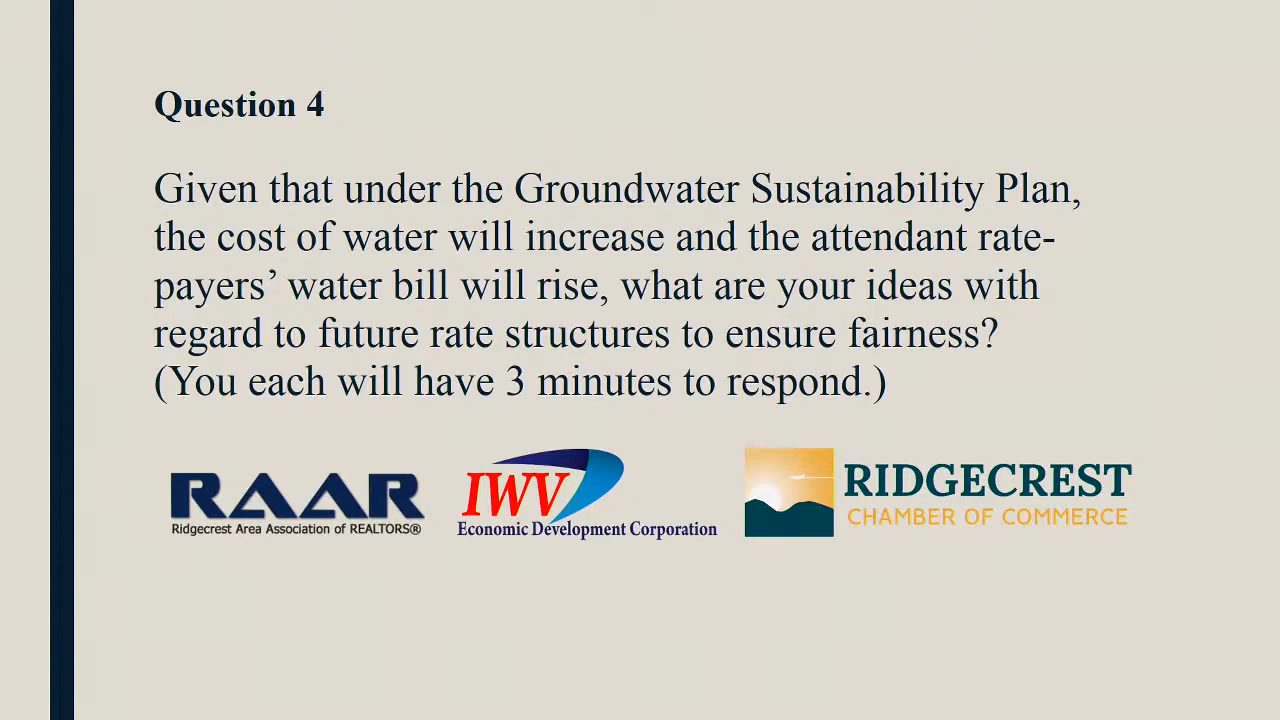 Question 4
Given that under the Groundwater Sustainability Plan,
the cost of water will increase and the attendant rate-
payers’ water bill will rise, what are your ideas with
regard to future rate structures to ensure fairness?
(You each will have 3 minutes to respond.)
RAAR
Ridgecrest Area Association of REALTORS®
IWV
Economic Development Corporation
RIDGECREST
CHAMBER OF COMMERCE